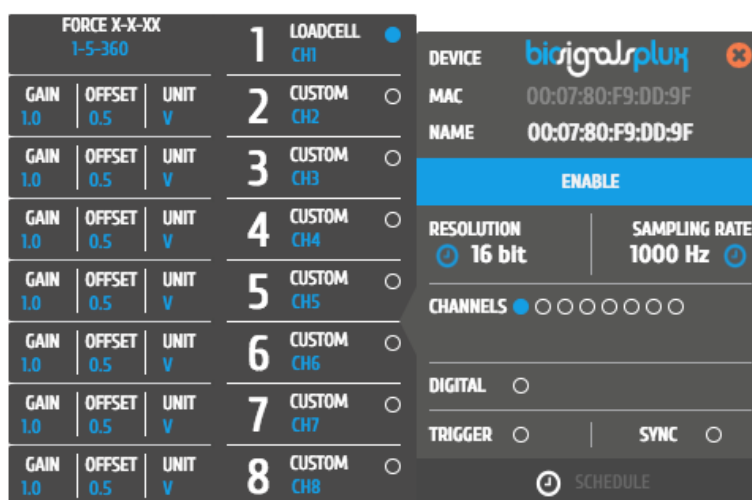 FORCE X-X-XX
1-5-360
1 LOADCELL
CH1
GAIN OFFSET UNIT
1.0 0.5 V
2 CUSTOM
CH2
GAIN OFFSET UNIT
1.0 0.5 V
3 CUSTOM
CH3
GAIN OFFSET UNIT
1.0 0.5 V
4 CUSTOM
CH4
GAIN OFFSET UNIT
1.0 0.5 V
5 CUSTOM
CH5
GAIN OFFSET UNIT
1.0 0.5 V
6 CUSTOM
CH6
GAIN OFFSET UNIT
1.0 0.5 V
7 CUSTOM
CH7
GAIN OFFSET UNIT
1.0 0.5 V
8 CUSTOM
CH8
DEVICE biosignalsplux
MAC 00:07:80:F9:DD:9F
NAME 00:07:80:F9:DD:9F
ENABLE
RESOLUTION SAMPLING RATE
16 bit 1000 Hz
CHANNELS
DIGITAL
TRIGGER SYNC
SCHEDULE